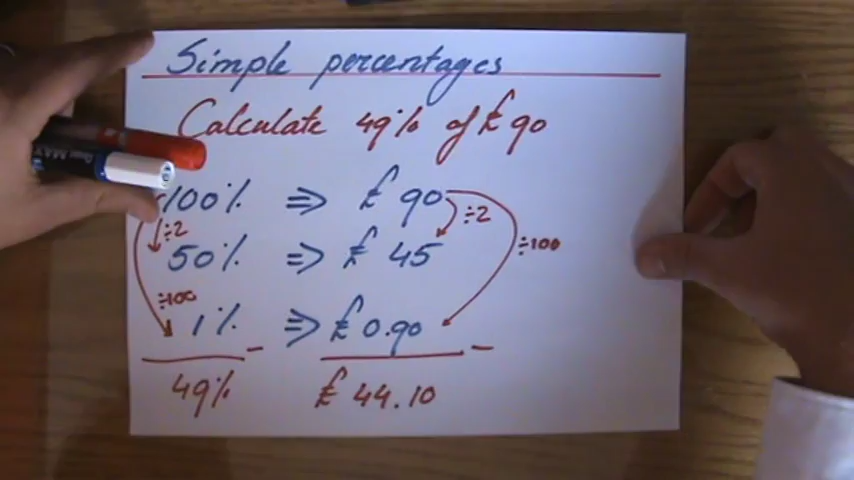 Simple percentages
Calculate 49% of £90
100% => £ 90
÷2 ÷2
50% => £ 45
÷100 ÷100
1% => £ 0.90
- -
49% £ 44.10